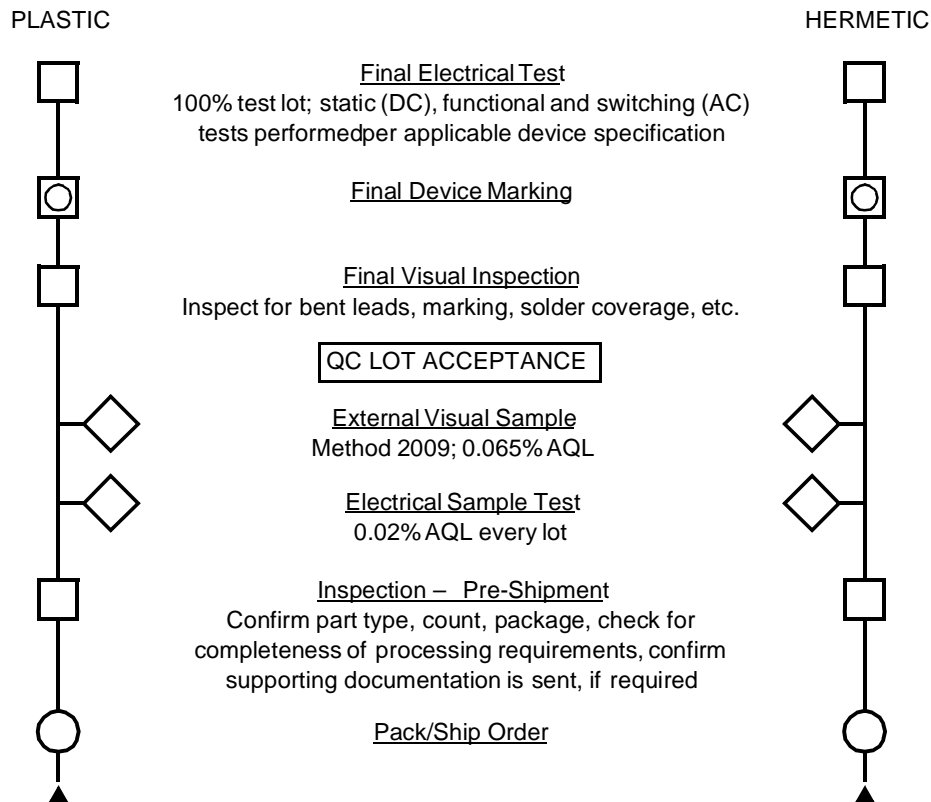 PLASTIC
HERMETIC
Final Electrical Test
100% test lot; static (DC), functional and switching (AC)
tests performedper applicable device specification
Final Device Marking
Final Visual Inspection
Inspect for bent leads, marking, solder coverage, etc.
QC LOT ACCEPTANCE
External Visual Sample
Method 2009; 0.065% AQL
Electrical Sample Test
0.02% AQL every lot
Inspection – Pre-Shipment
Confirm part type, count, package, check for
completeness of processing requirements, confirm
supporting documentation is sent, if required
Pack/Ship Order